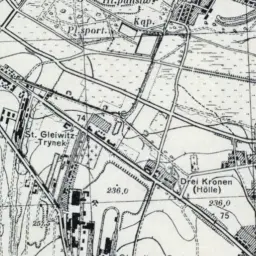 Pl.sport.
Kap.
74
St. Gleiwitz-
Trynek
236,0
Drei Kronen
(Hölle)
236,0
75